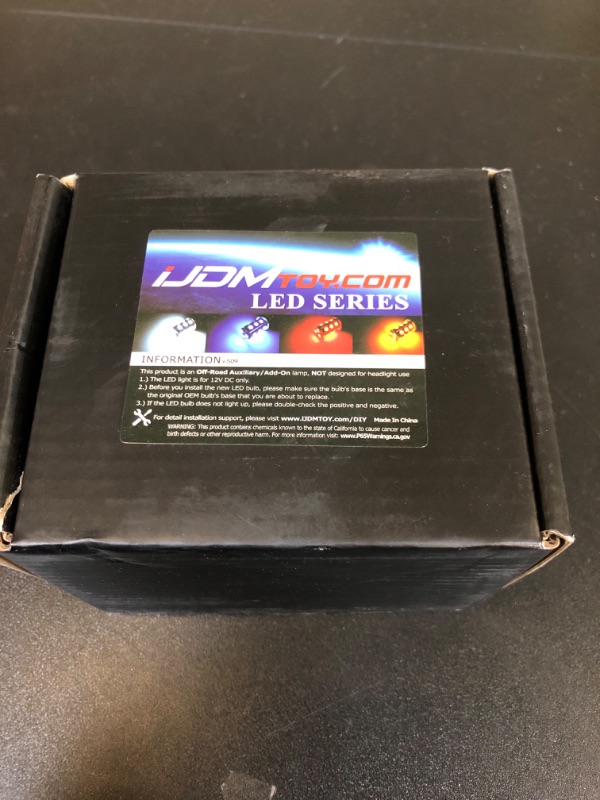 iJDMTOY.COM
LED SERIES
INFORMATION v.509
This product is an Off-Road Auxiliary/Add-On lamp, NOT designed for headlight use
1.) The LED light is for 12V DC only.
2.) Before you install the new LED bulb, please make sure the bulb's base is the same as
the original OEM bulb's base that you are about to replace.
3.) If the LED bulb does not light up, please double-check the positive and negative.
For detail installation support, please visit www.iJDMTOY.com/DIY Made In China
WARNING: This product contains chemicals known to the state of California to cause cancer and
birth defects or other reproductive harm. For more information visit: www.P65Warnings.ca.gov